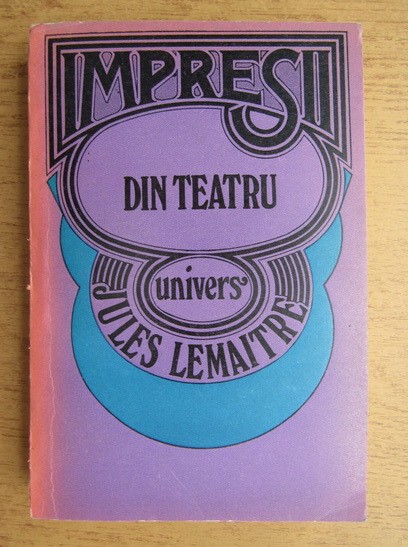 IMPRESII
DIN TEATRU
univers
JULES LEMAITRE